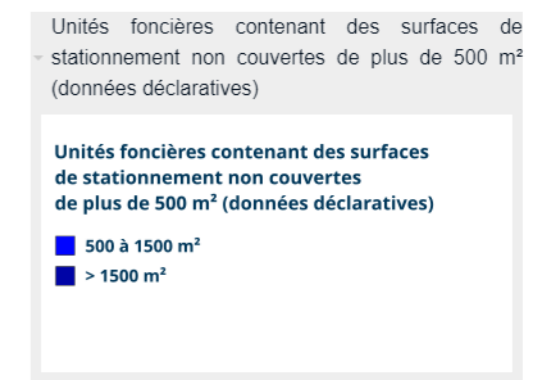 Unités foncières contenant des surfaces de
stationnement non couvertes de plus de 500 m²
(données déclaratives)
Unités foncières contenant des surfaces
de stationnement non couvertes
de plus de 500 m² (données déclaratives)
500 à 1500 m²
> 1500 m²